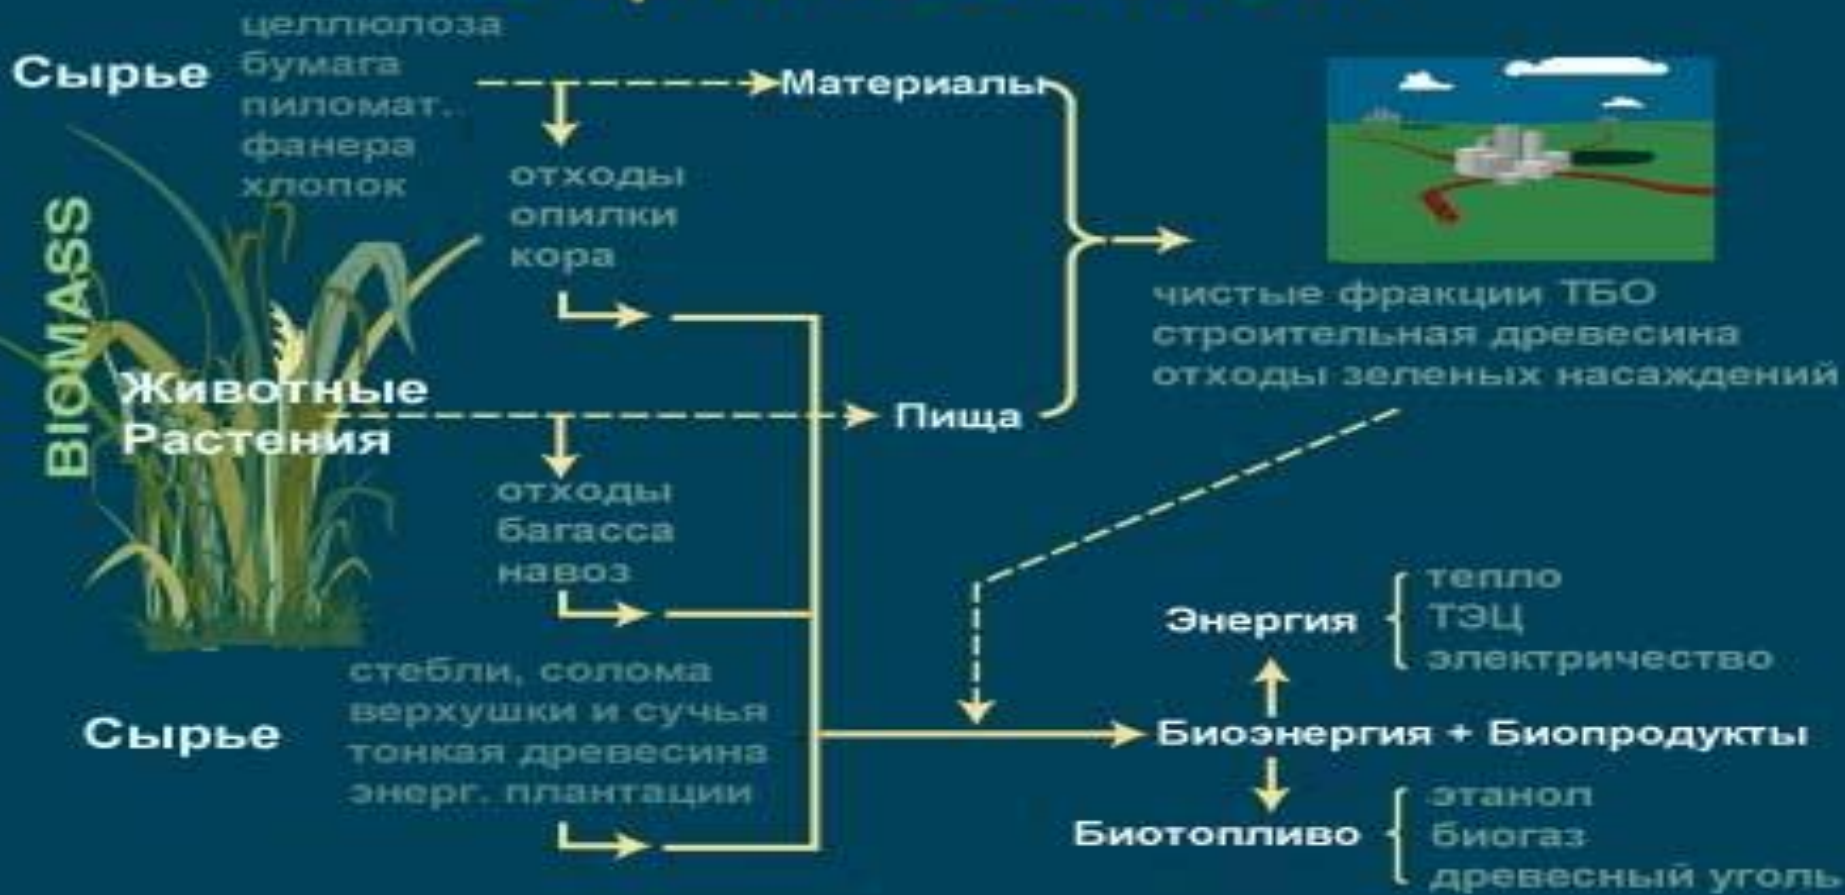 целлюлоза
Сырье
бумага
пиломат..
фанера
хлопок
Материалы
отходы
опилки
кора
BIOMASS
чистые фракции ТБО
строительная древесина
отходы зеленых насаждений
Животные
Растения
Пища
отходы
багасса
навоз
Сырье
стебли, солома
верхушки и сучья
тонкая древесина
энерг. плантации
Энергия
тепло
ТЭЦ
электричество
Биоэнергия + Биопродукты
Биотопливо
этанол
биогаз
древесный уголь